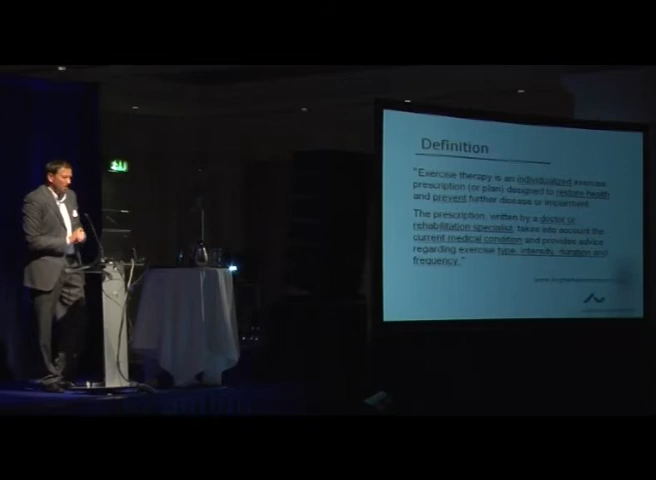 Definition
"Exercise therapy is an individualized exercise
prescription (or plan) designed to restore health
and prevent further disease or impairment
The prescription, written by a doctor or
rehabilitation specialist, takes into account the
current medical condition and provides advice
regarding exercise type, intensity, duration and
frequency."